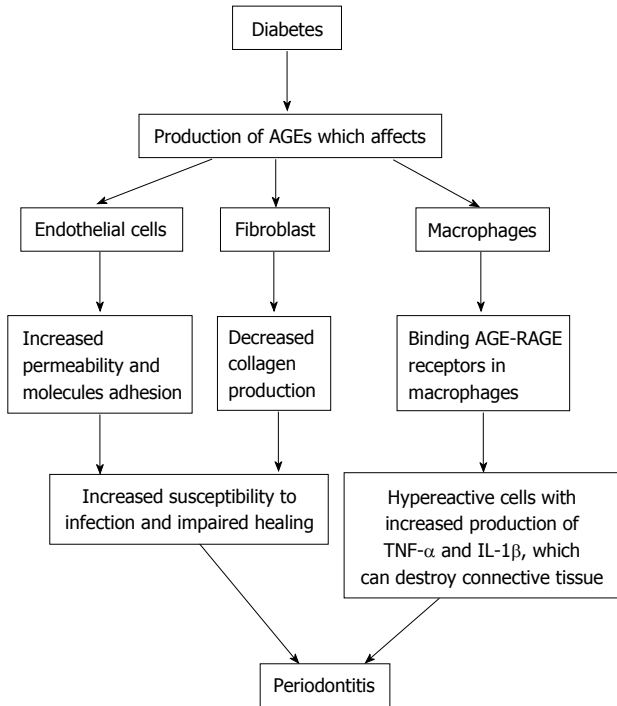 Diabetes
Production of AGEs which affects
Endothelial cells
Fibroblast
Macrophages
Increased
permeability and
molecules adhesion
Decreased
collagen
production
Binding AGE-RAGE
receptors in
macrophages
Increased susceptibility to
infection and impaired healing
Hypereactive cells with
increased production of
TNF-α and IL-1β, which
can destroy connective tissue
Periodontitis